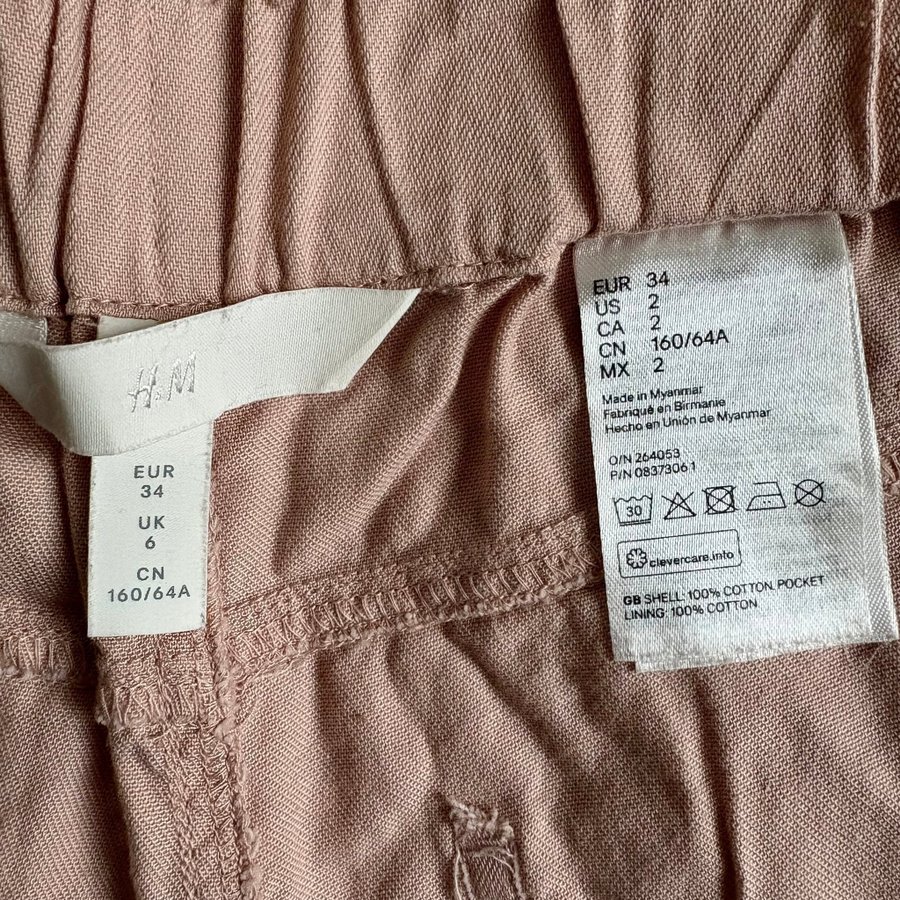 H&M
EUR
34
UK
6
CN
160/64A
EUR 34
US 2
CA 2
CN 160/64A
MX 2
Made in Myanmar
Fabriqué en Birmanie
Hecho en Unión de Myanmar
O/N 264053
P/N 0837306 1
30
clevercare.info
GB SHELL: 100% COTTON. POCKET
LINING: 100% COTTON